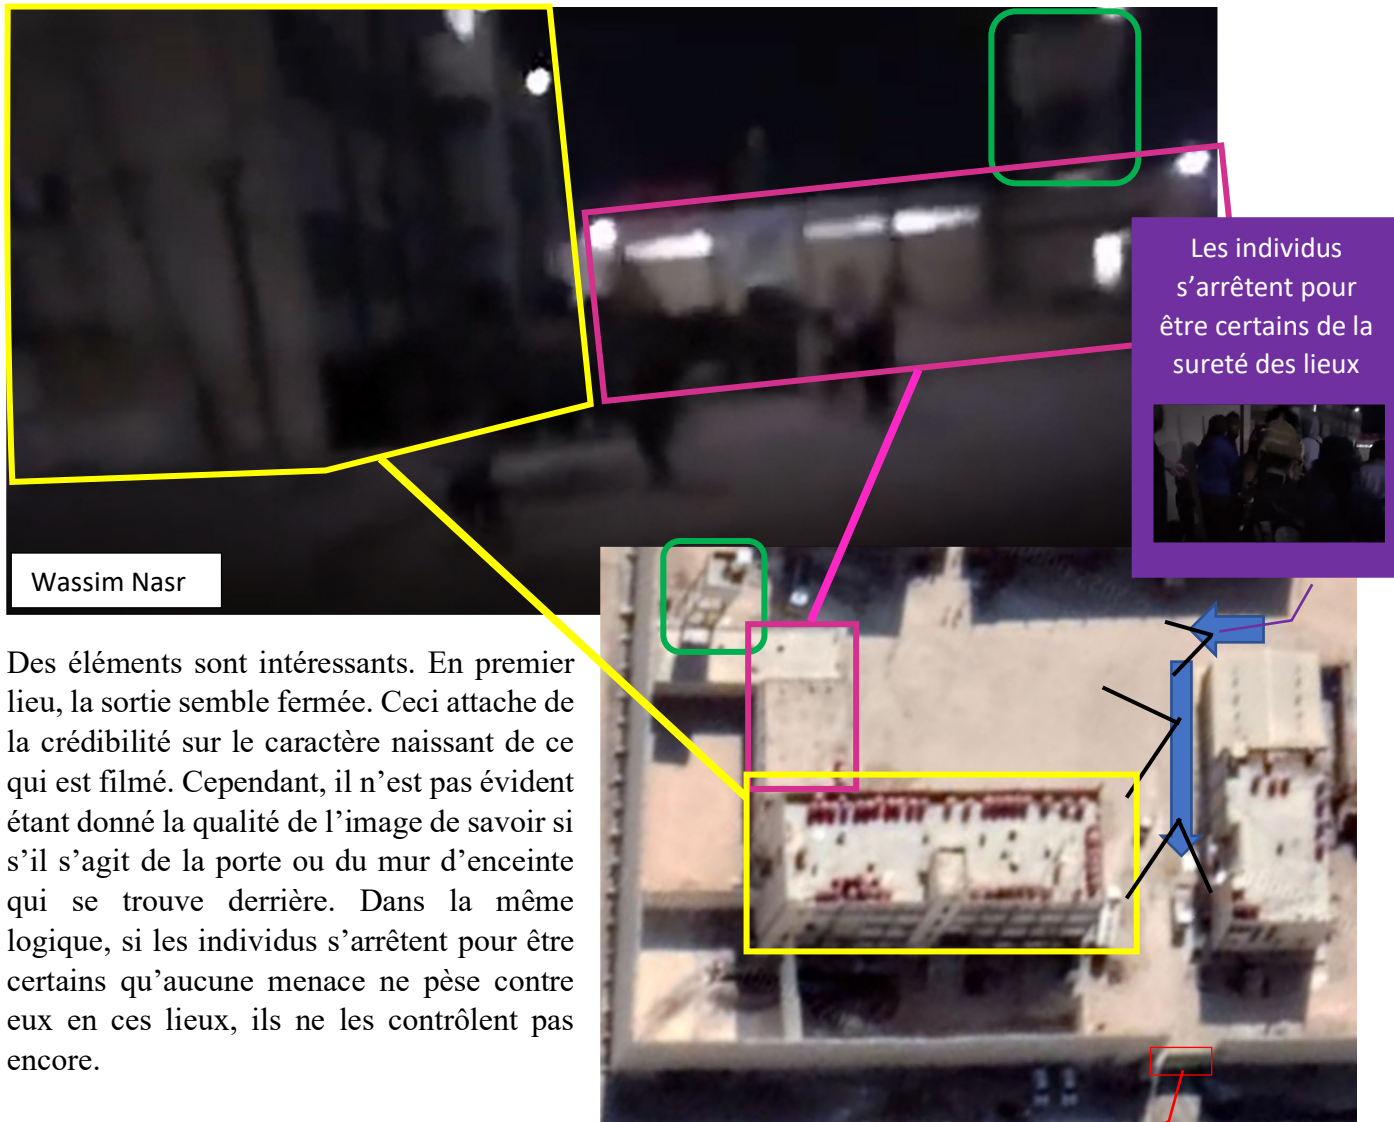 Les individus
s’arrêtent pour
être certains de la
sureté des lieux
Wassim Nasr
Des éléments sont intéressants. En premier
lieu, la sortie semble fermée. Ceci attache de
la crédibilité sur le caractère naissant de ce
qui est filmé. Cependant, il n’est pas évident
étant donné la qualité de l’image de savoir si
s’il s’agit de la porte ou du mur d’enceinte
qui se trouve derrière. Dans la même
logique, si les individus s’arrêtent pour être
certains qu’aucune menace ne pèse contre
eux en ces lieux, ils ne les contrôlent pas
encore.